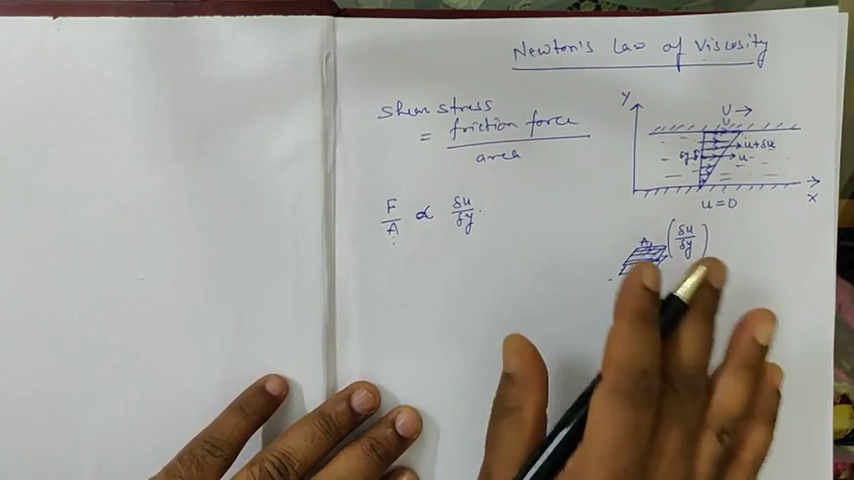 Newton's Law of Viscosity
Shear stress
= friction force
area
F/A ∝ δu/δy
Y
U →
u+δu
δy
u
X
u=0
A
(δu/δy)